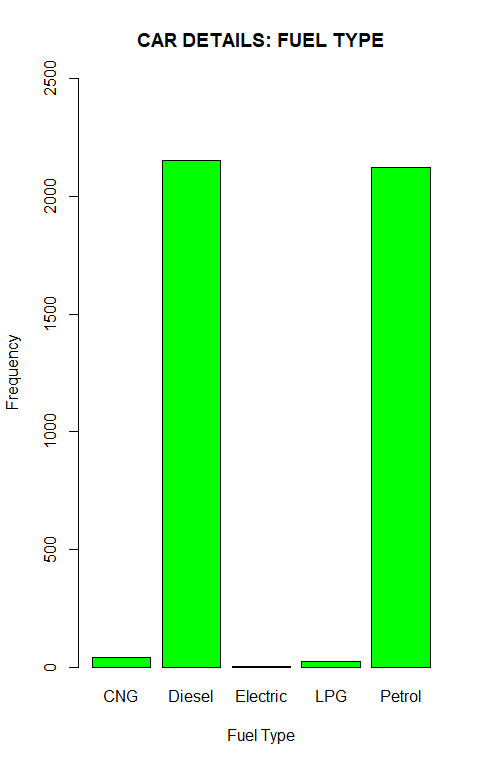 CAR DETAILS: FUEL TYPE
2500
2000
1500
1000
500
0
Frequency
CNG Diesel Electric LPG Petrol
Fuel Type